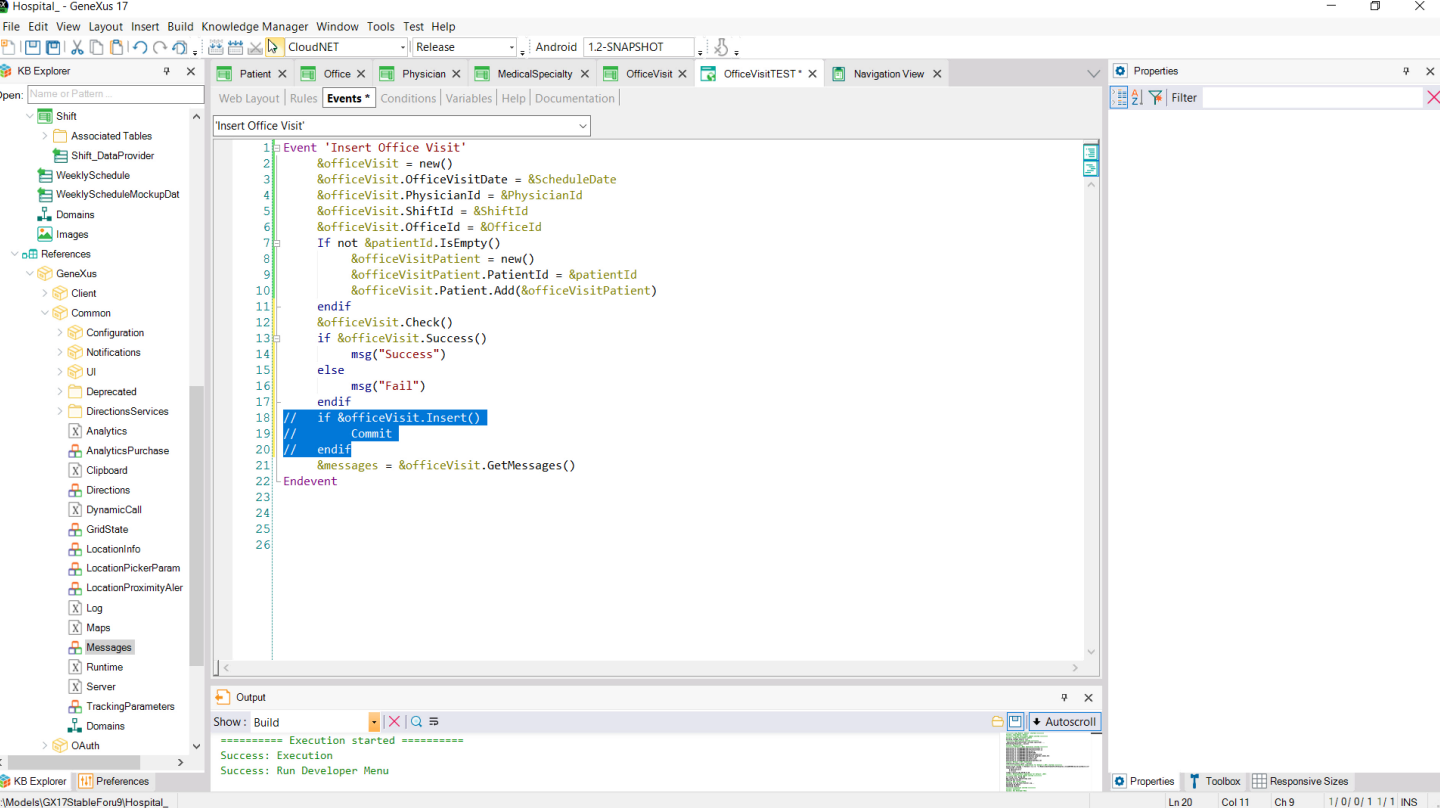 Hospital_ - GeneXus 17
File Edit View Layout Insert Build Knowledge Manager Window Tools Test Help
CloudNET Release Android 1.2-SNAPSHOT
KB Explorer
Open: Name or Pattern ...
Shift
Associated Tables
Shift_DataProvider
WeeklySchedule
WeeklyScheduleMockupDat
Domains
Images
References
GeneXus
Client
Common
Configuration
Notifications
UI
Deprecated
DirectionsServices
Analytics
AnalyticsPurchase
Clipboard
Directions
DynamicCall
GridState
LocationInfo
LocationPickerParam
LocationProximityAler
Log
Maps
Messages
Runtime
Server
TrackingParameters
Domains
OAuth
KB Explorer Preferences
Patient Office Physician MedicalSpecialty OfficeVisit OfficeVisitTEST * Navigation View
Web Layout Rules Events * Conditions Variables Help Documentation
'Insert Office Visit'
1 Event 'Insert Office Visit'
2 &officeVisit = new()
3 &officeVisit.OfficeVisitDate = &ScheduleDate
4 &officeVisit.PhysicianId = &PhysicianId
5 &officeVisit.ShiftId = &ShiftId
6 &officeVisit.OfficeId = &OfficeId
7 If not &patientId.IsEmpty()
8 &officeVisitPatient = new()
9 &officeVisitPatient.PatientId = &patientId
10 &officeVisit.Patient.Add(&officeVisitPatient)
11 endif
12 &officeVisit.Check()
13 if &officeVisit.Success()
14 msg("Success")
15 else
16 msg("Fail")
17 endif
18 // if &officeVisit.Insert()
19 // Commit
20 // endif
21 &messages = &officeVisit.GetMessages()
22 Endevent
23
24
25
26
Output
Show : Build Autoscroll
========== Execution started ==========
Success: Execution
Success: Run Developer Menu
Properties
Filter
Properties Toolbox Responsive Sizes
:\Models\GX17StableForu9\Hospital_ Ln 20 Col 11 Ch 9 1/ 0/ 0/ 1 1/ 1 INS